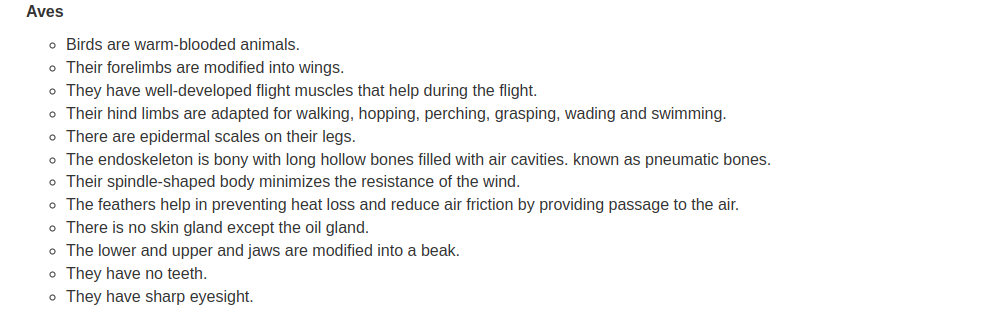 Aves
Birds are warm-blooded animals.
Their forelimbs are modified into wings.
They have well-developed flight muscles that help during the flight.
Their hind limbs are adapted for walking, hopping, perching, grasping, wading and swimming.
There are epidermal scales on their legs.
The endoskeleton is bony with long hollow bones filled with air cavities. known as pneumatic bones.
Their spindle-shaped body minimizes the resistance of the wind.
The feathers help in preventing heat loss and reduce air friction by providing passage to the air.
There is no skin gland except the oil gland.
The lower and upper and jaws are modified into a beak.
They have no teeth.
They have sharp eyesight.